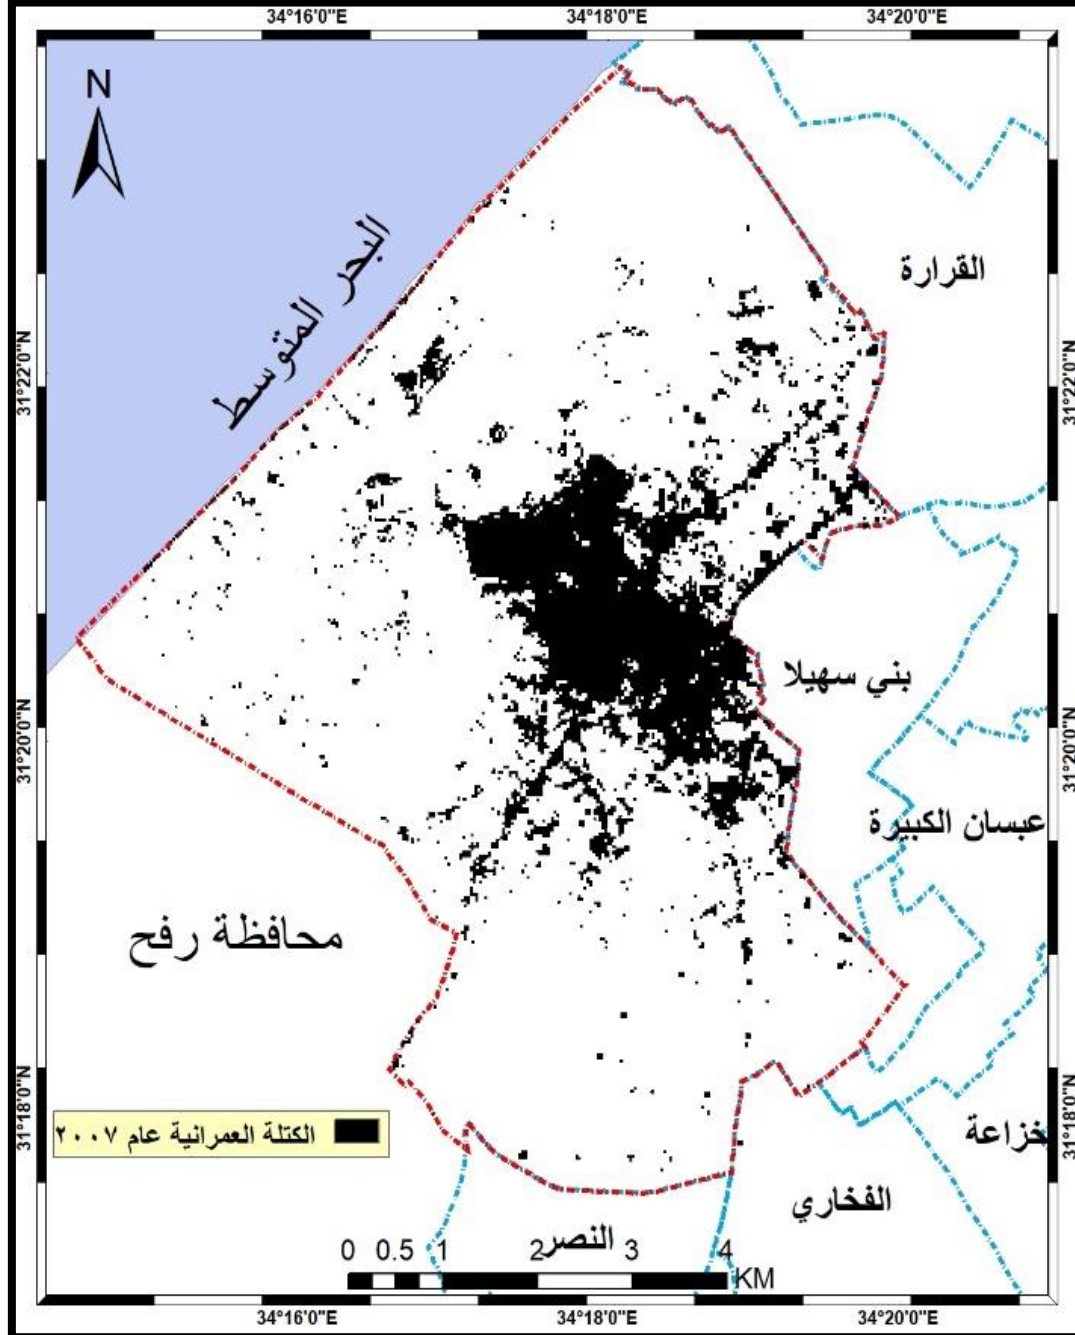 34°16'0"E
34°18'0"E
34°20'0"E
N
البحر المتوسط
القرارة
31°22'0"N
31°22'0"N
بني سهيلا
31°20'0"N
31°20'0"N
عبسان الكبيرة
محافظة رفح
31°18'0"N
31°18'0"N
الكتلة العمرانية عام ٢٠٠٧
خزاعة
الفخاري
النصر
0 0.5 1 2 3 4 KM
34°16'0"E
34°18'0"E
34°20'0"E